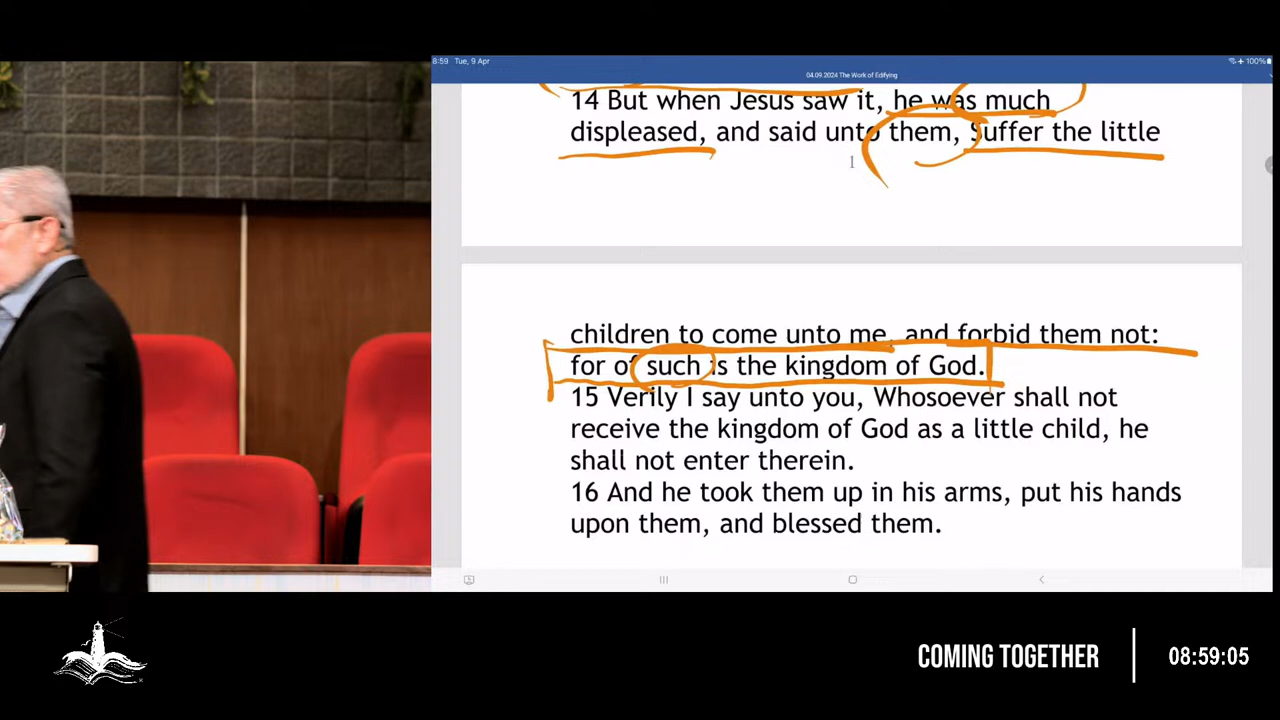 8:59 Tue, 9 Apr
100%
04.09.2024 The Work of Edifying
14 But when Jesus saw it, he was much
displeased, and said unto them, Suffer the little
1
children to come unto me, and forbid them not:
for of such is the kingdom of God.
15 Verily I say unto you, Whosoever shall not
receive the kingdom of God as a little child, he
shall not enter therein.
16 And he took them up in his arms, put his hands
upon them, and blessed them.
COMING TOGETHER
08:59:05